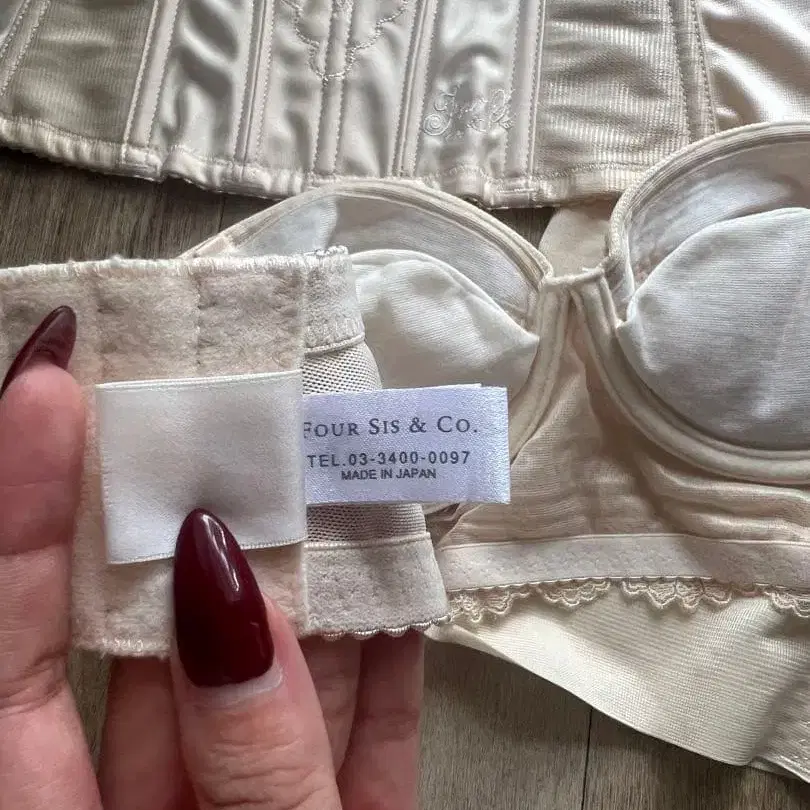 FOUR SIS & CO.
TEL.03-3400-0097
MADE IN JAPAN